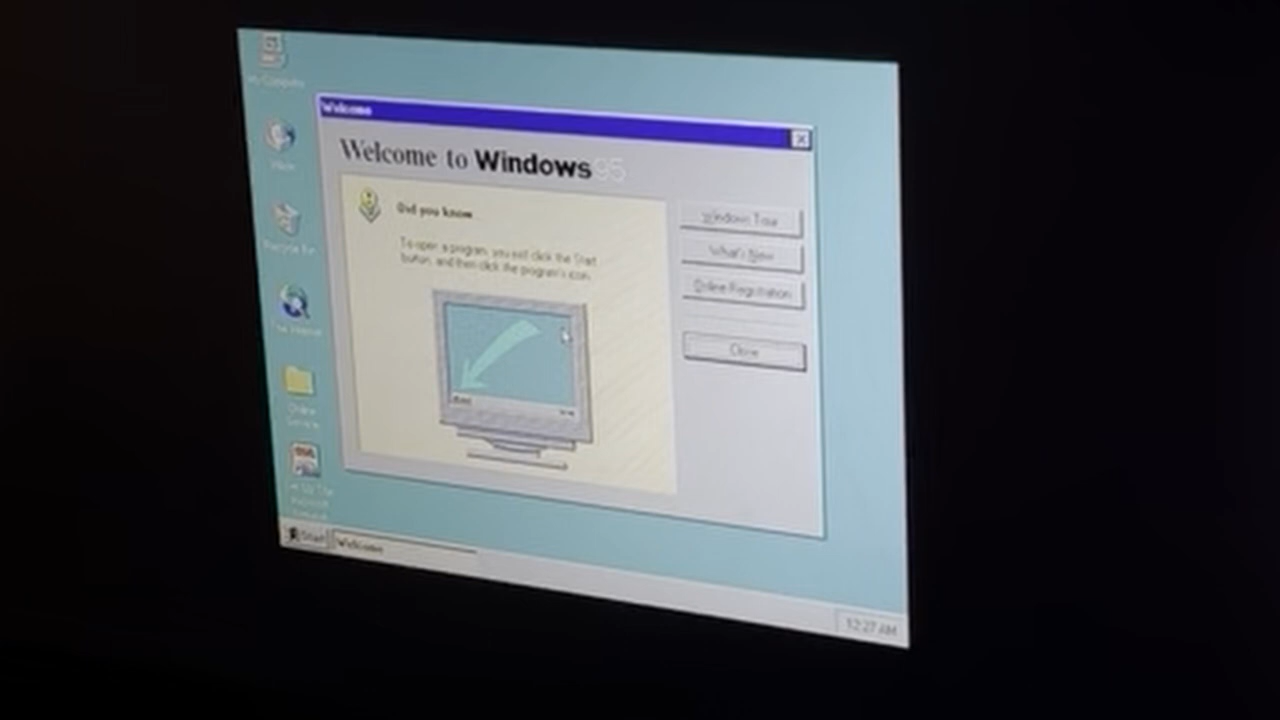 My Computer
Welcome
Welcome to Windows 95
Did you know...
To open a program, you just click the Start
button, and then click the program's icon.
Windows Tour
What's New
Online Registration
Close
Recycle Bin
The Internet
Online
Services
Start
Welcome
12:27 AM